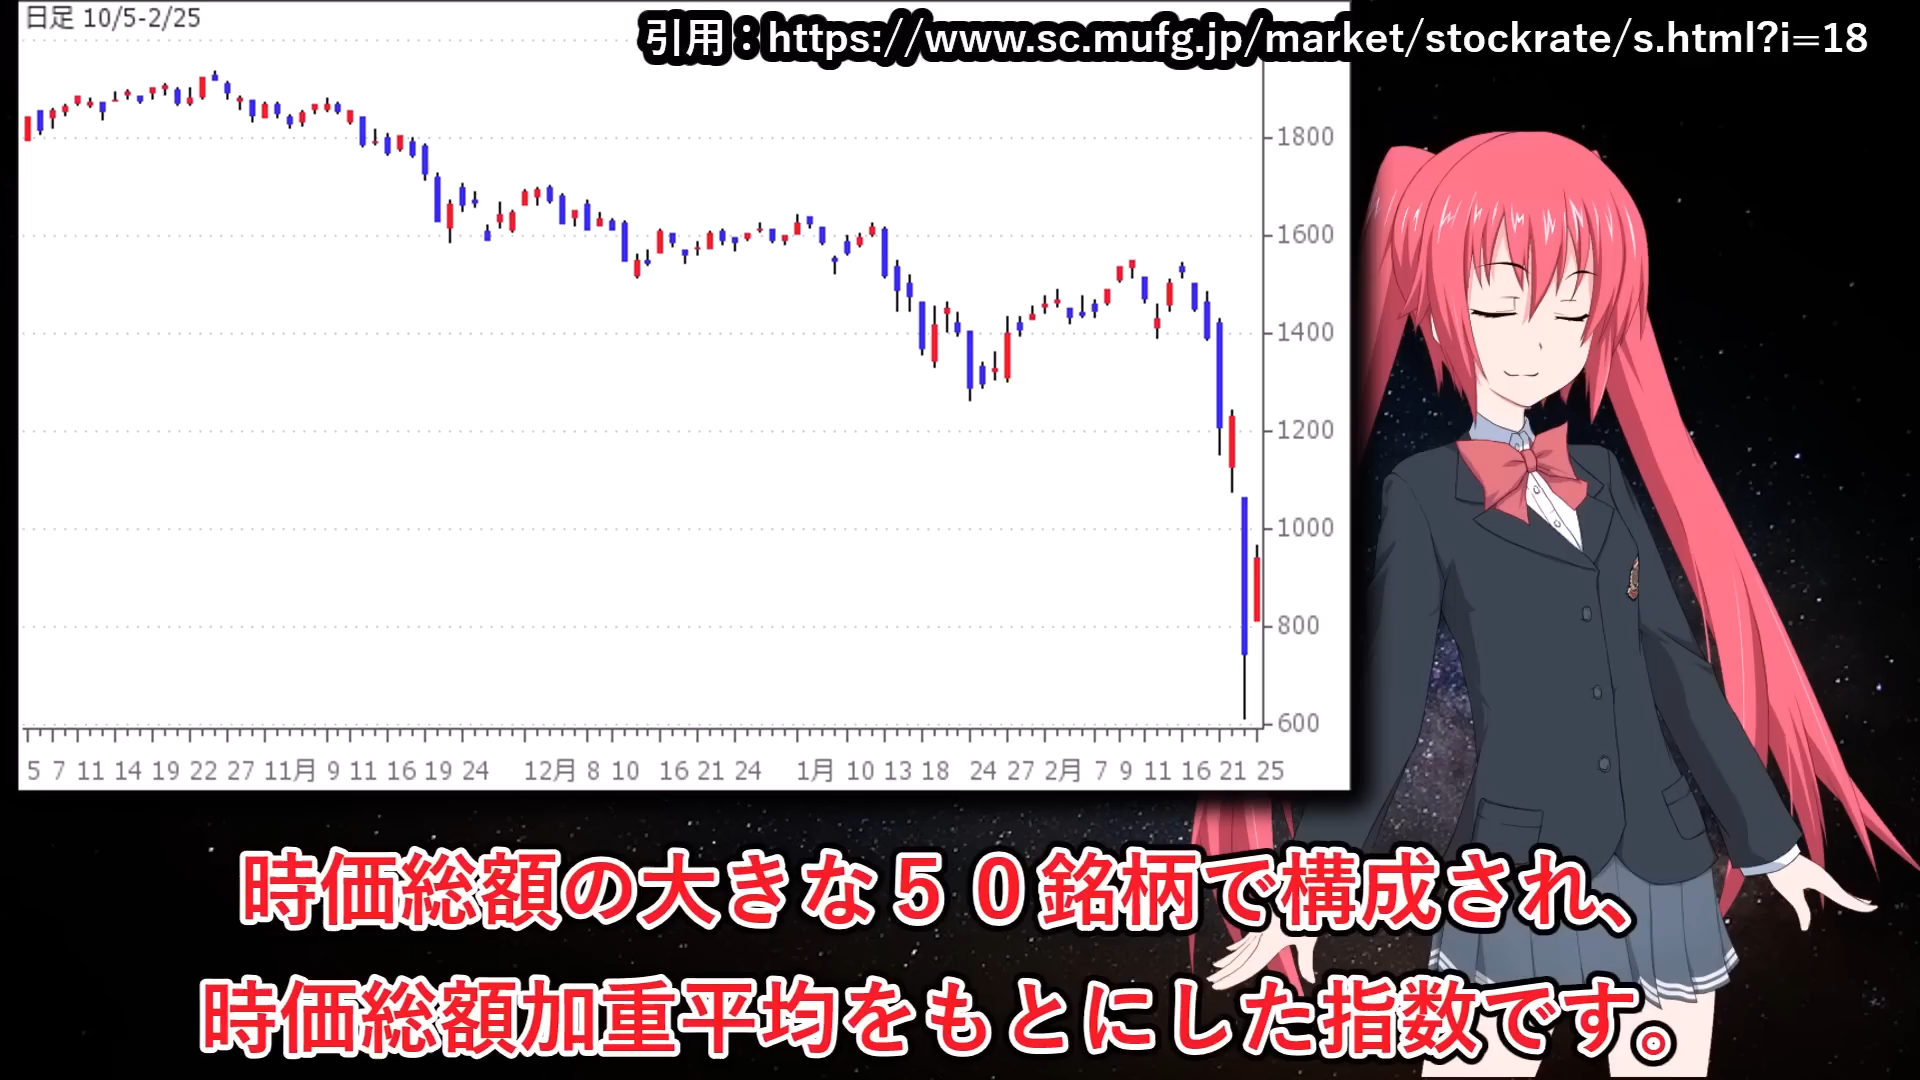 日足 10/5-2/25
引用：https://www.sc.mufg.jp/market/stockrate/s.html?i=18
1800
1600
1400
1200
1000
800
600
5 7 11 14 19 22 27 11月 9 11 16 19 24 12月 8 10 16 21 24 1月 10 13 18 24 27 2月 7 9 11 16 21 25
時価総額の大きな５０銘柄で構成され、
時価総額加重平均をもとにした指数です。